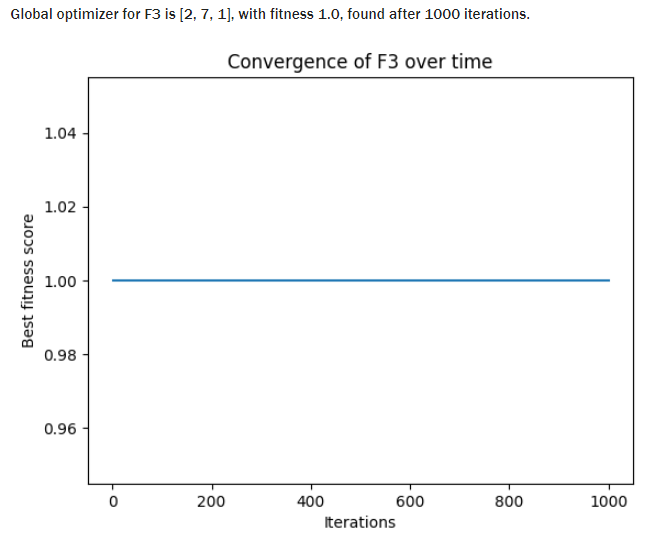 Global optimizer for F3 is [2, 7, 1], with fitness 1.0, found after 1000 iterations.
Convergence of F3 over time
Best fitness score
1.04
1.02
1.00
0.98
0.96
0 200 400 600 800 1000
Iterations